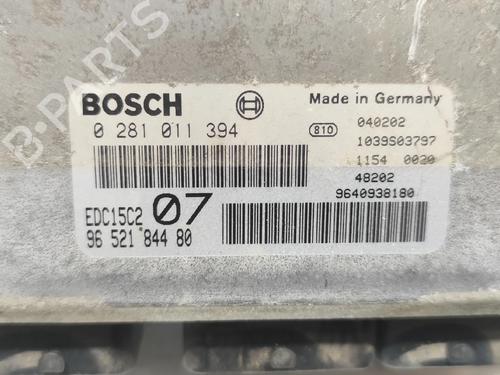 B-PARTS
BOSCH
Made in Germany
0 281 011 394
810
040202
1039S03797
1154 0020
48202
9640938180
EDC15C2 07
96 521 844 80